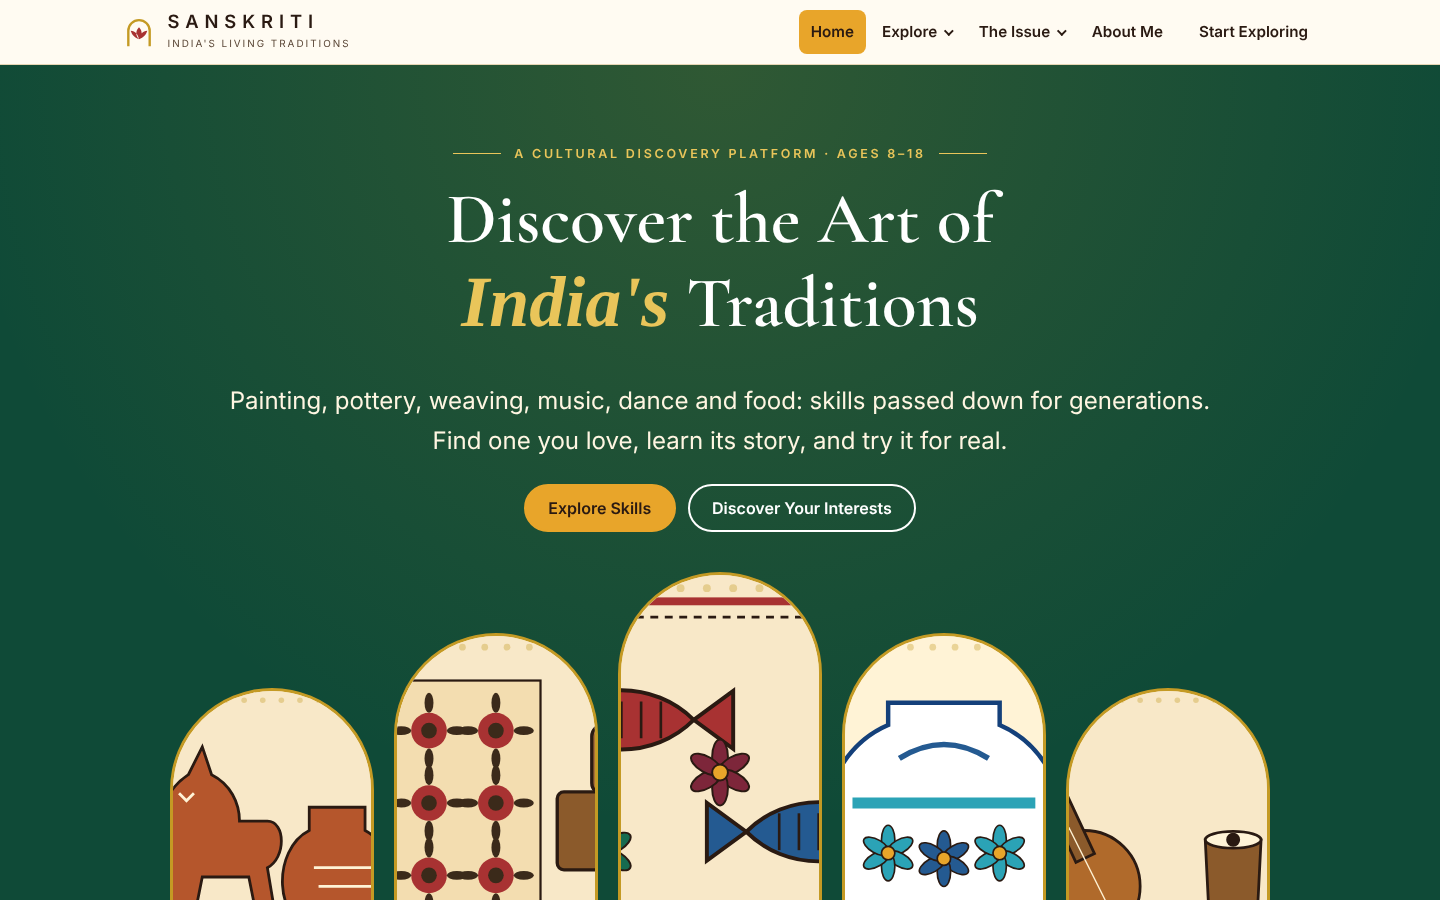 SANSKRITI
INDIA'S LIVING TRADITIONS
Home
Explore
The Issue
About Me
Start Exploring
A CULTURAL DISCOVERY PLATFORM · AGES 8–18
Discover the Art of
India's Traditions
Painting, pottery, weaving, music, dance and food: skills passed down for generations.
Find one you love, learn its story, and try it for real.
Explore Skills
Discover Your Interests